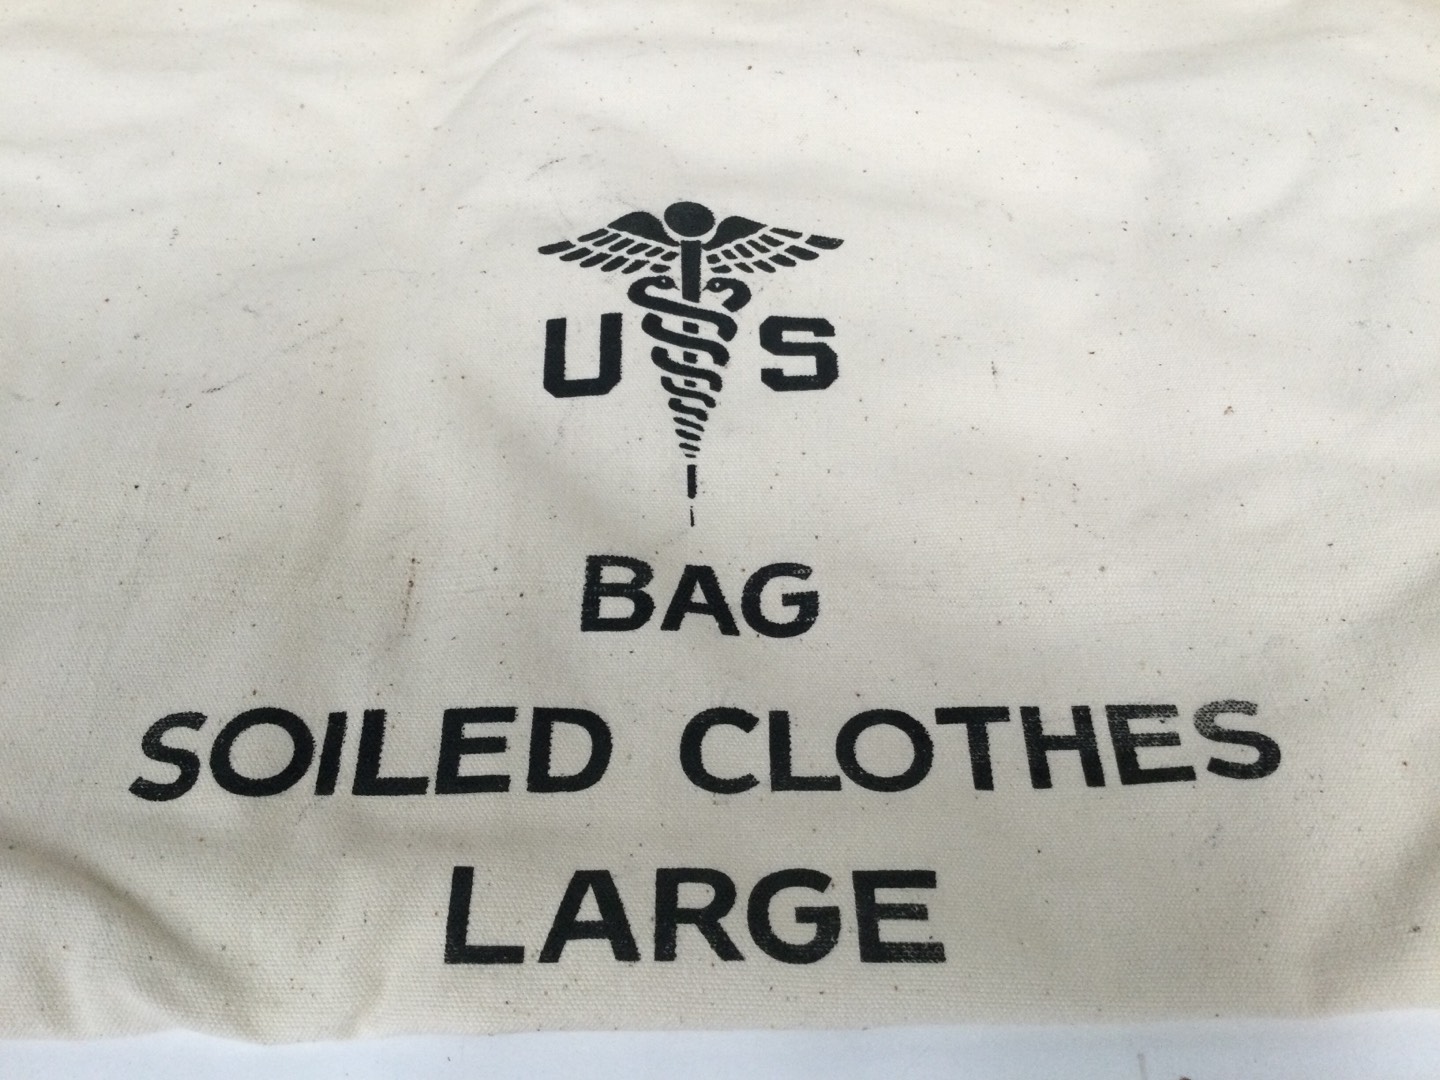 U S
BAG
SOILED CLOTHES
LARGE